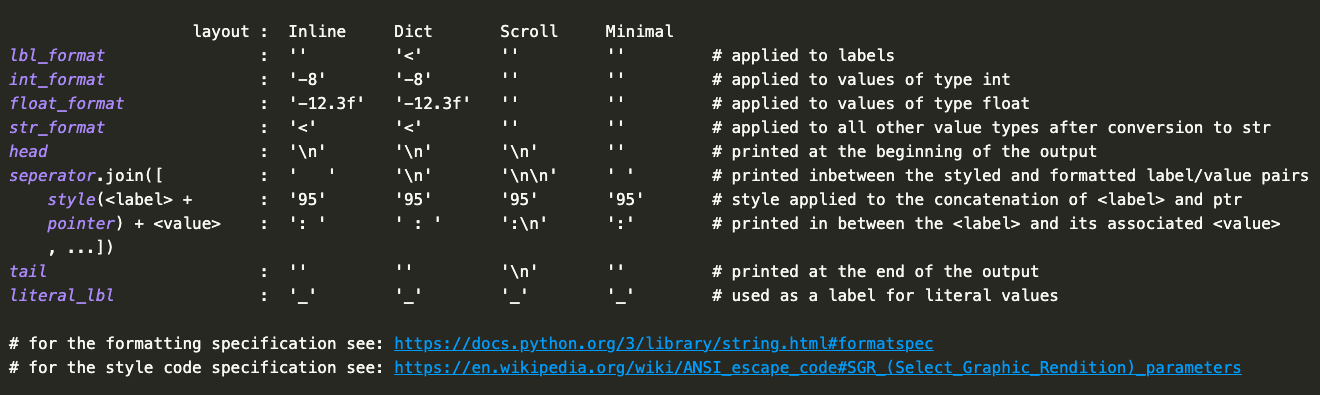 layout :  Inline     Dict       Scroll     Minimal
lbl_format                :  ''         '<'        ''         ''         # applied to labels
int_format                :  '-8'       '-8'       ''         ''         # applied to values of type int
float_format              :  '-12.3f'   '-12.3f'   ''         ''         # applied to values of type float
str_format                :  '<'        '<'        ''         ''         # applied to all other value types after conversion to str
head                      :  '\n'       '\n'       '\n'       ''         # printed at the beginning of the output
seperator.join([          :  '   '      '\n'       '\n\n'     ' '        # printed inbetween the styled and formatted label/value pairs
    style(<label> +       :  '95'       '95'       '95'       '95'       # style applied to the concatenation of <label> and ptr
    pointer) + <value>    :  ': '       ' : '      ':\n'      ':'        # printed in between the <label> and its associated <value>
    , ...])
tail                      :  ''         ''         '\n'       ''         # printed at the end of the output
literal_lbl               :  '_'        '_'        '_'        '_'        # used as a label for literal values
# for the formatting specification see: https://docs.python.org/3/library/string.html#formatspec
# for the style code specification see: https://en.wikipedia.org/wiki/ANSI_escape_code#SGR_(Select_Graphic_Rendition)_parameters